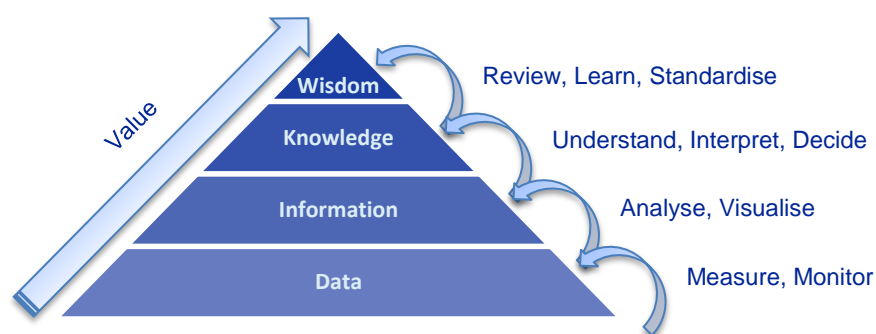 Value
Wisdom
Review, Learn, Standardise
Knowledge
Understand, Interpret, Decide
Information
Analyse, Visualise
Data
Measure, Monitor